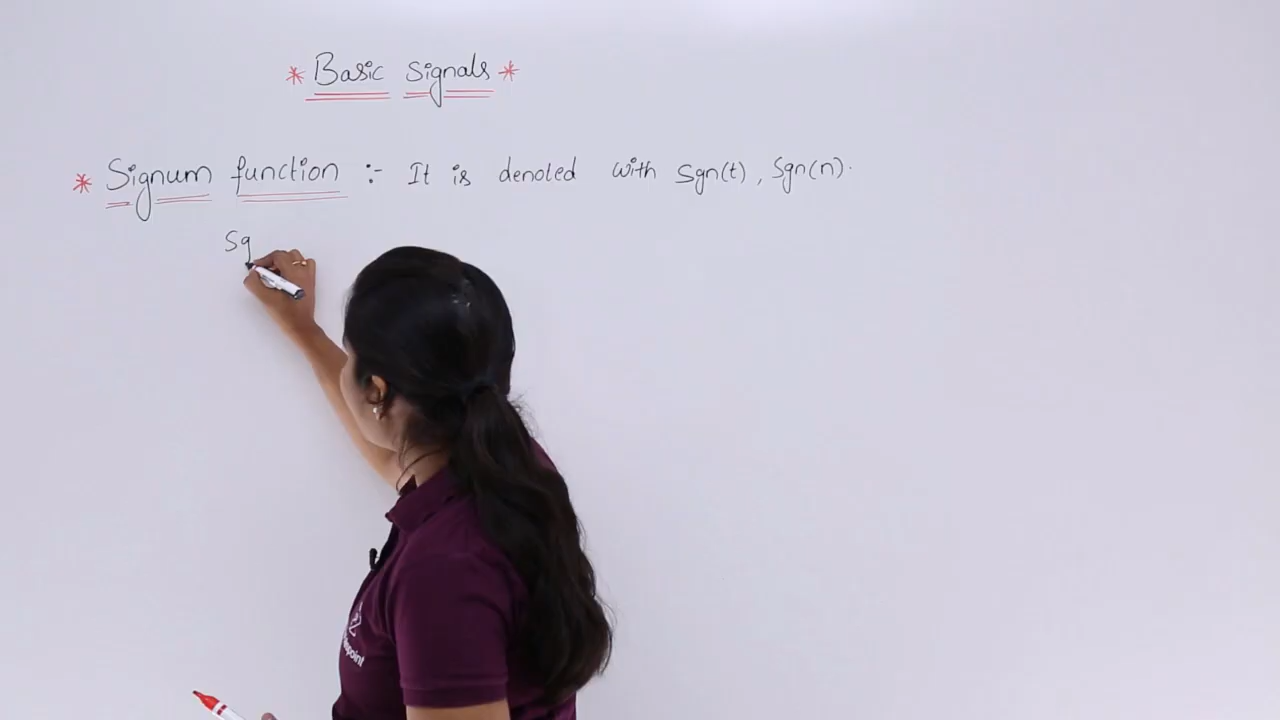 * Basic Signals *
* Signum function :- It is denoted with Sgn(t), Sgn(n).
Sg